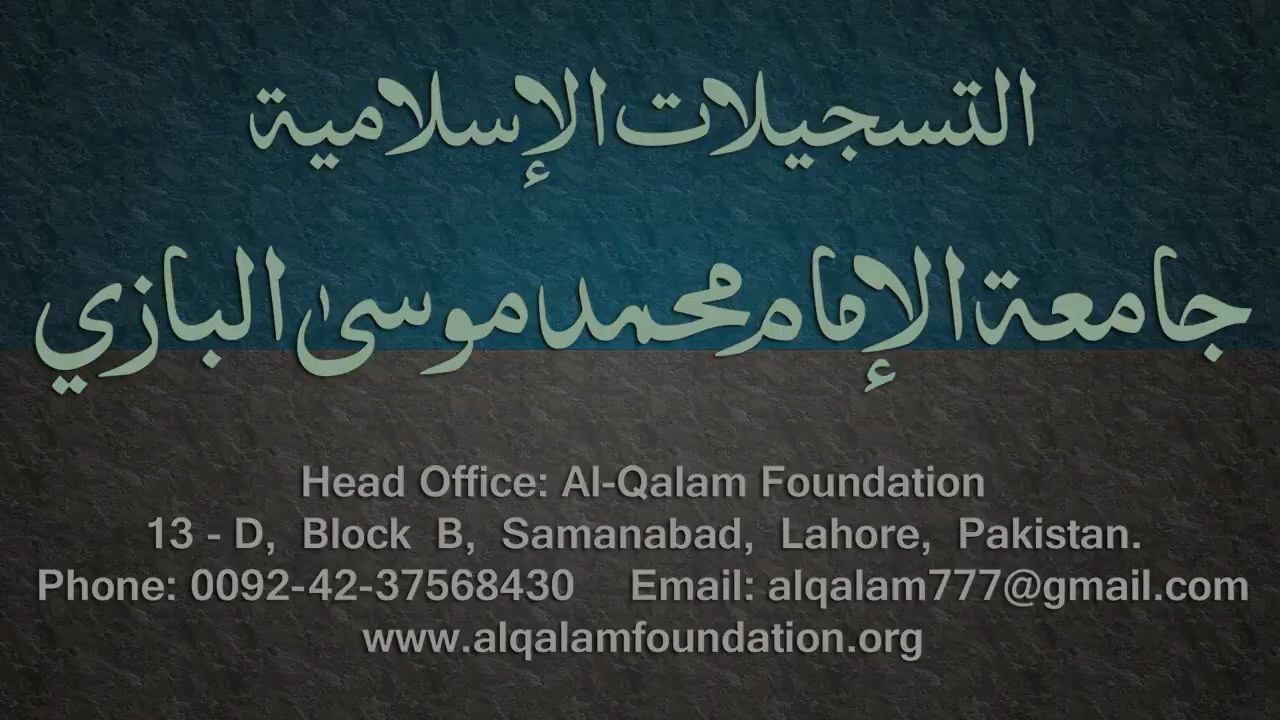 التسجيلات الإسلامية
جامعة الإمام محمد موسىٰ البازي
Head Office: Al-Qalam Foundation
13 - D, Block B, Samanabad, Lahore, Pakistan.
Phone: 0092-42-37568430 Email: alqalam777@gmail.com
www.alqalamfoundation.org